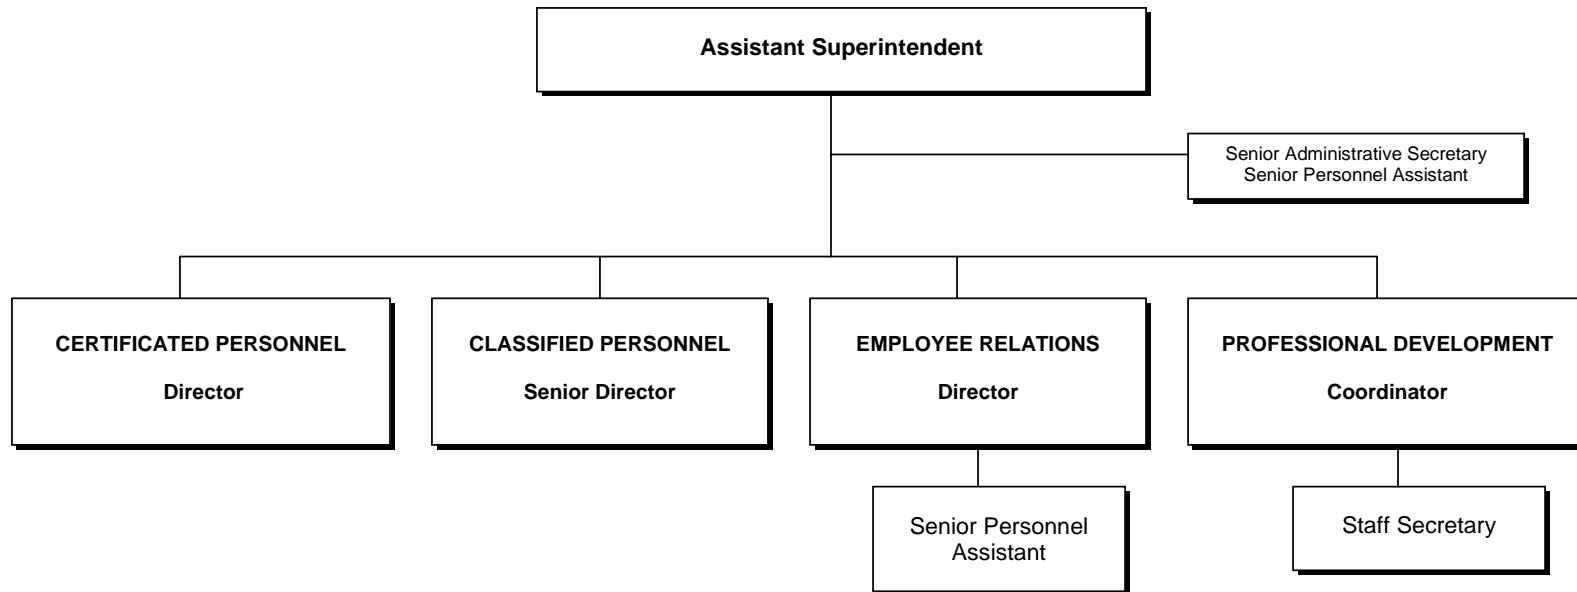 Assistant Superintendent
Senior Administrative Secretary
Senior Personnel Assistant
CERTIFICATED PERSONNEL
Director
CLASSIFIED PERSONNEL
Senior Director
EMPLOYEE RELATIONS
Director
PROFESSIONAL DEVELOPMENT
Coordinator
Senior Personnel
Assistant
Staff Secretary